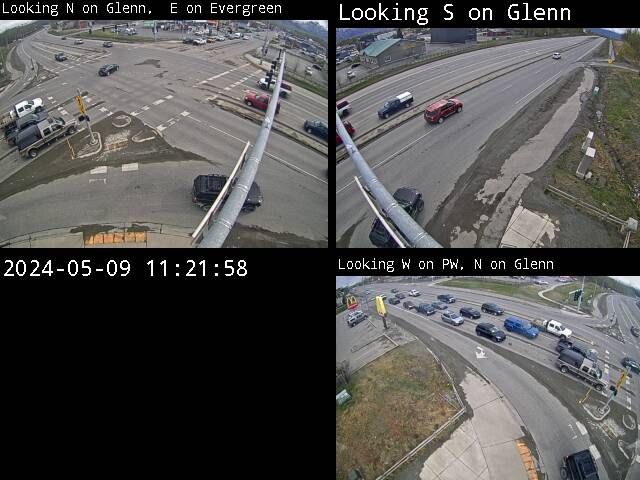 Looking N on Glenn,  E on Evergreen
Looking S on Glenn
2024-05-09 11:21:58
Looking W on PW, N on Glenn